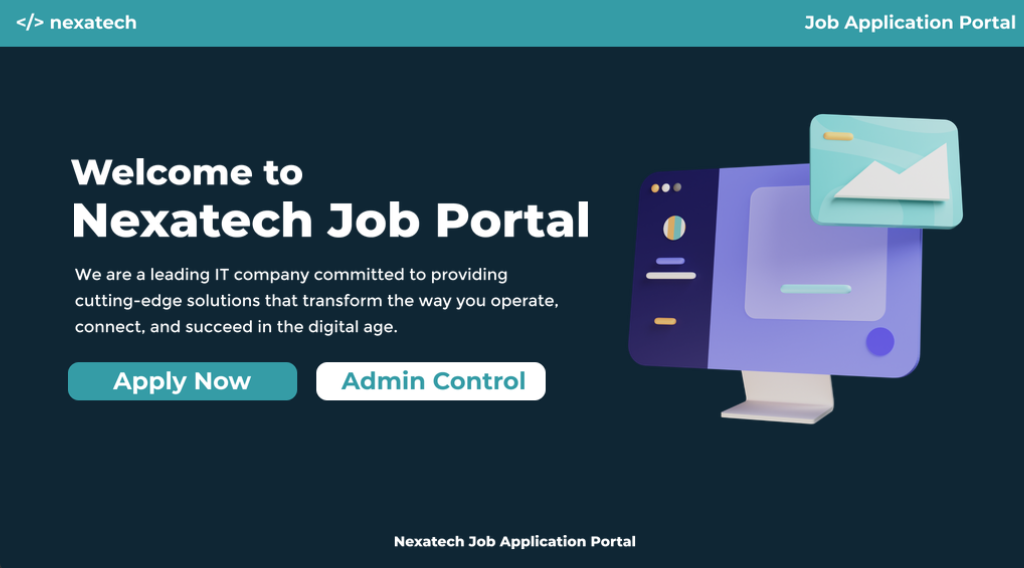 </> nexatech
Job Application Portal
Welcome to
Nexatech Job Portal
We are a leading IT company committed to providing
cutting-edge solutions that transform the way you operate,
connect, and succeed in the digital age.
Apply Now
Admin Control
Nexatech Job Application Portal